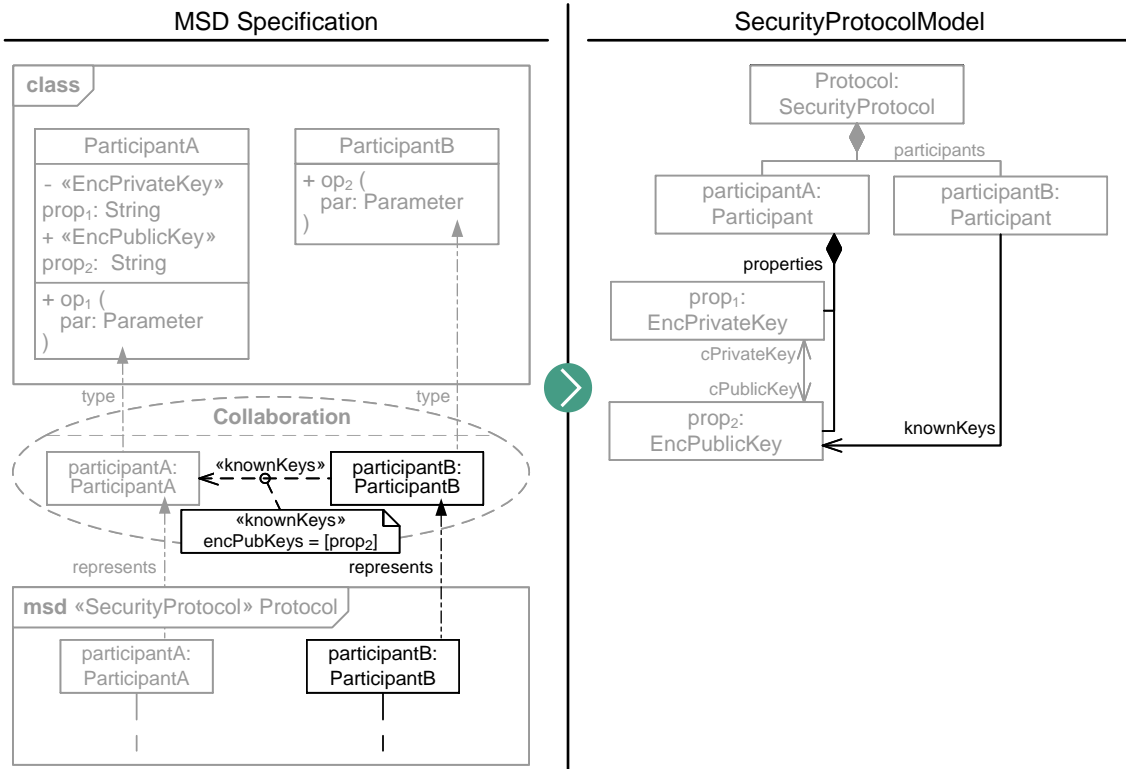 MSD Specification
SecurityProtocolModel
class
ParticipantA
- «EncPrivateKey»
prop₁: String
+ «EncPublicKey»
prop₂: String
+ op₁ (
par: Parameter
)
ParticipantB
+ op₂ (
par: Parameter
)
type
type
Collaboration
participantA:
ParticipantA
«knownKeys»
participantB:
ParticipantB
«knownKeys»
encPubKeys = [prop₂]
represents
represents
msd «SecurityProtocol» Protocol
participantA:
ParticipantA
participantB:
ParticipantB
Protocol:
SecurityProtocol
participants
participantA:
Participant
participantB:
Participant
properties
prop₁:
EncPrivateKey
cPrivateKey
cPublicKey
prop₂:
EncPublicKey
knownKeys